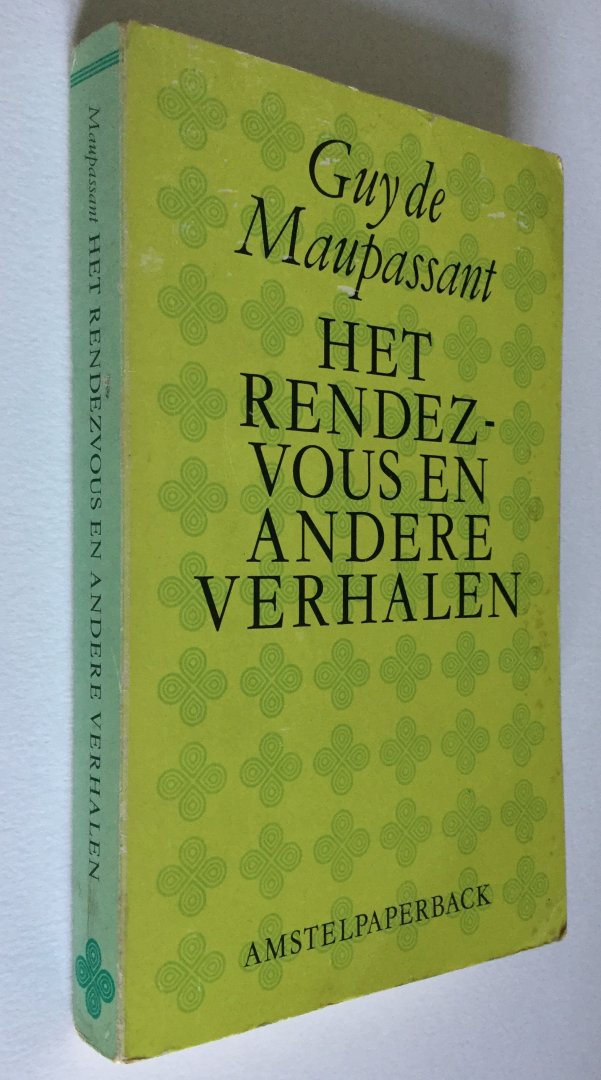 Maupassant HET RENDEZVOUS EN ANDERE VERHALEN
Guy de
Maupassant
HET
RENDEZ-
VOUS EN
ANDERE
VERHALEN
AMSTELPAPERBACK